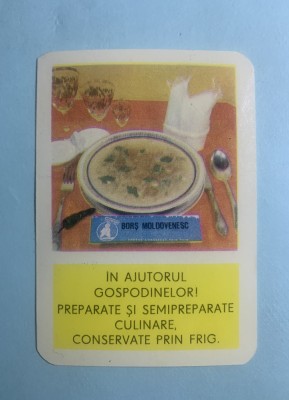 BORȘ MOLDOVENESC
ÎN AJUTORUL
GOSPODINELOR!
PREPARATE ȘI SEMIPREPARATE
CULINARE,
CONSERVATE PRIN FRIG.